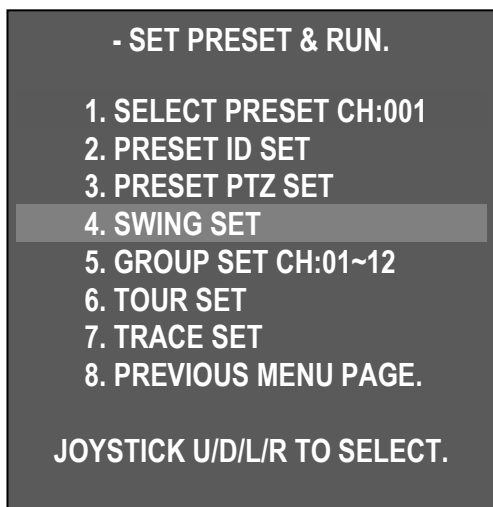 - SET PRESET & RUN.
1. SELECT PRESET CH:001
2. PRESET ID SET
3. PRESET PTZ SET
4. SWING SET
5. GROUP SET CH:01~12
6. TOUR SET
7. TRACE SET
8. PREVIOUS MENU PAGE.
JOYSTICK U/D/L/R TO SELECT.